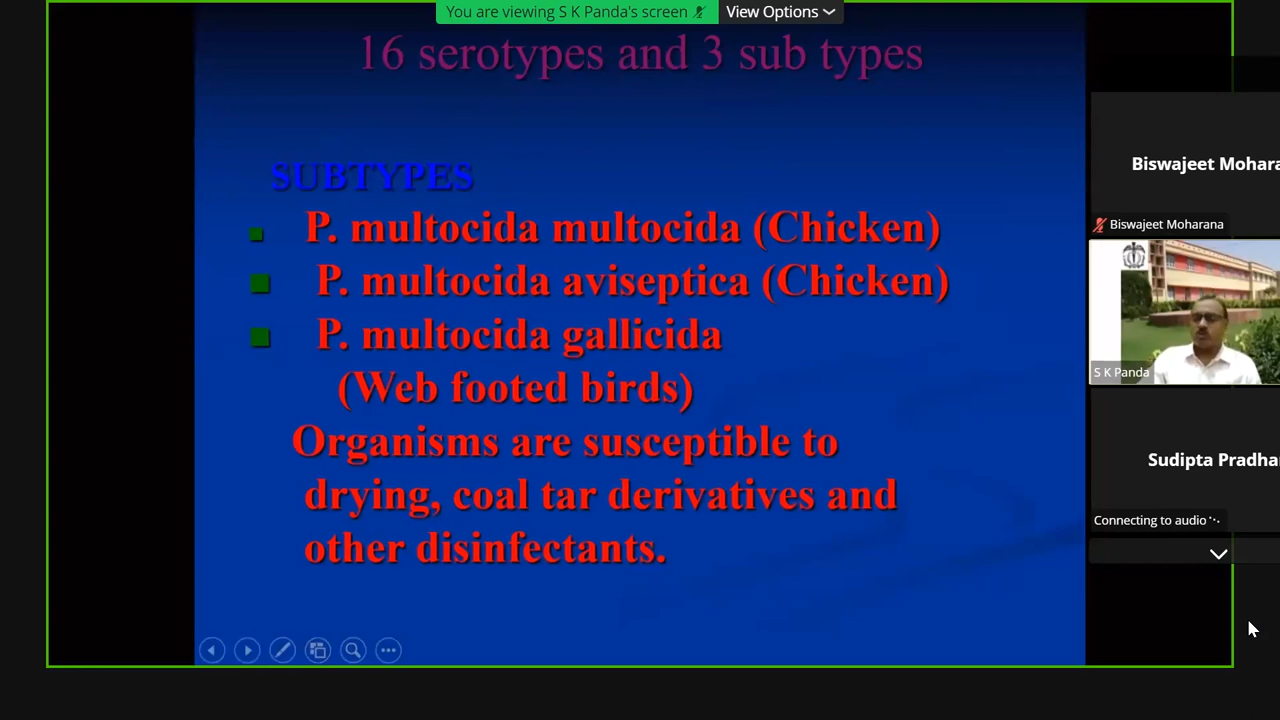 You are viewing S K Panda's screen
View Options
16 serotypes and 3 sub types
SUBTYPES
P. multocida multocida (Chicken)
P. multocida aviseptica (Chicken)
P. multocida gallicida
(Web footed birds)
Organisms are susceptible to
drying, coal tar derivatives and
other disinfectants.
Biswajeet Mohara
Biswajeet Moharana
S K Panda
Sudipta Pradha
Connecting to audio